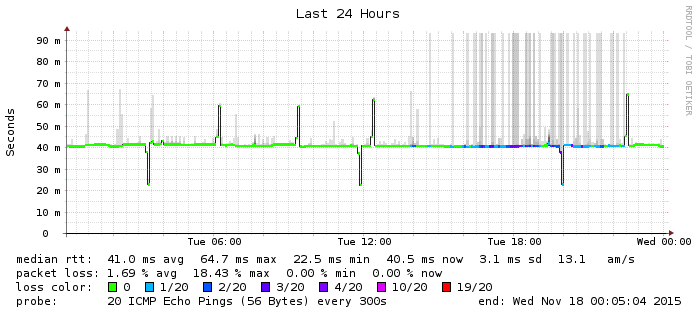 Last 24 Hours
RRDTOOL / TOBI OETIKER
Seconds
90 m
80 m
70 m
60 m
50 m
40 m
30 m
20 m
10 m
0
Tue 06:00 Tue 12:00 Tue 18:00 Wed 00:00
median rtt: 41.0 ms avg 64.7 ms max 22.5 ms min 40.5 ms now 3.1 ms sd 13.1 am/s
packet loss: 1.69 % avg 18.43 % max 0.00 % min 0.00 % now
loss color: 0 1/20 2/20 3/20 4/20 10/20 19/20
probe: 20 ICMP Echo Pings (56 Bytes) every 300s end: Wed Nov 18 00:05:04 2015